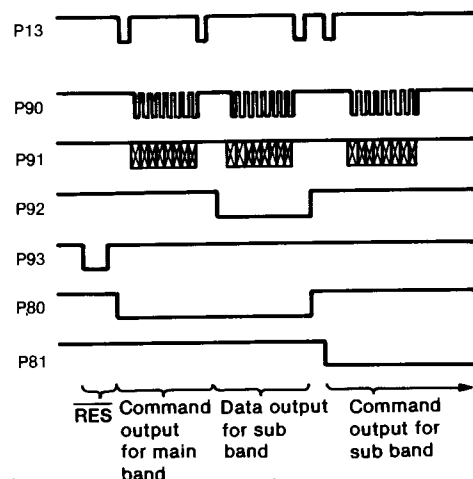 P13
P90
P91
P92
P93
P80
P81
RES Command Data output Command
output for sub output for
for main band sub band
band